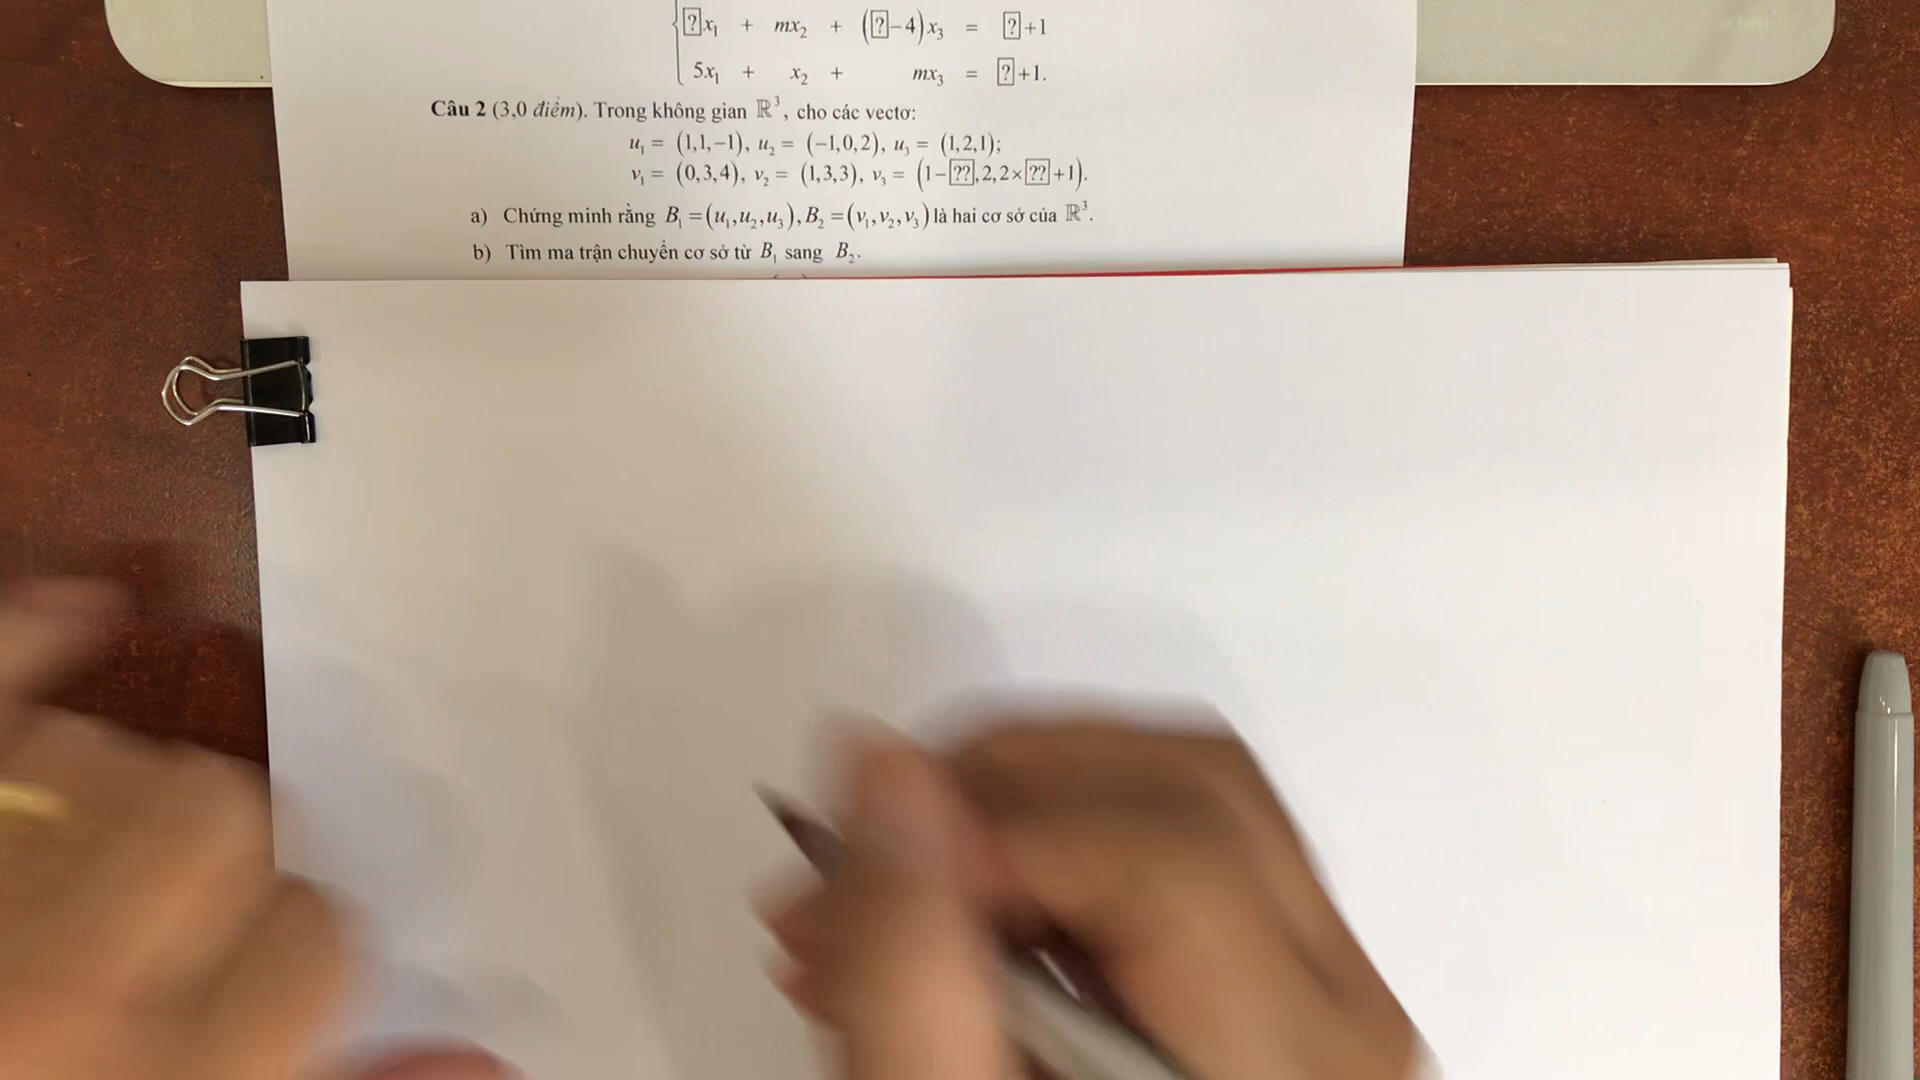 [?]x₁ + mx₂ + ([?]−4)x₃ = [?]+1
5x₁ + x₂ + mx₃ = [?]+1.
Câu 2 (3,0 điểm). Trong không gian ℝ³, cho các vectơ:
u₁ = (1,1,−1), u₂ = (−1,0,2), u₃ = (1,2,1);
v₁ = (0,3,4), v₂ = (1,3,3), v₃ = (1−[??],2,2×[??]+1).
a) Chứng minh rằng B₁ =(u₁,u₂,u₃),B₂ =(v₁,v₂,v₃) là hai cơ sở của ℝ³.
b) Tìm ma trận chuyển cơ sở từ B₁ sang B₂.